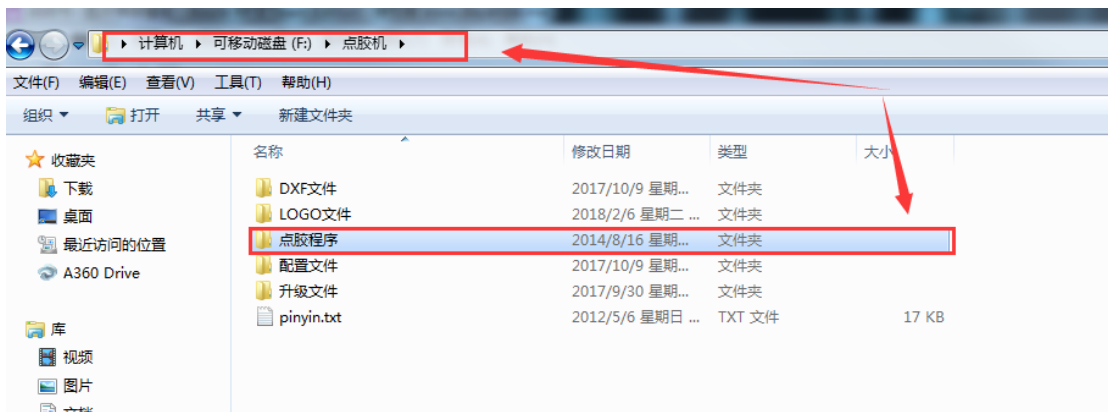 计算机 ▸ 可移动磁盘 (F:) ▸ 点胶机 ▸
文件(F) 编辑(E) 查看(V) 工具(T) 帮助(H)
组织 打开 共享 新建文件夹
名称 修改日期 类型 大小
收藏夹
下载
桌面
最近访问的位置
A360 Drive
库
视频
图片
DXF文件 2017/10/9 星期... 文件夹
LOGO文件 2018/2/6 星期二 ... 文件夹
点胶程序 2014/8/16 星期... 文件夹
配置文件 2017/10/9 星期... 文件夹
升级文件 2017/9/30 星期... 文件夹
pinyin.txt 2012/5/6 星期日 ... TXT 文件 17 KB